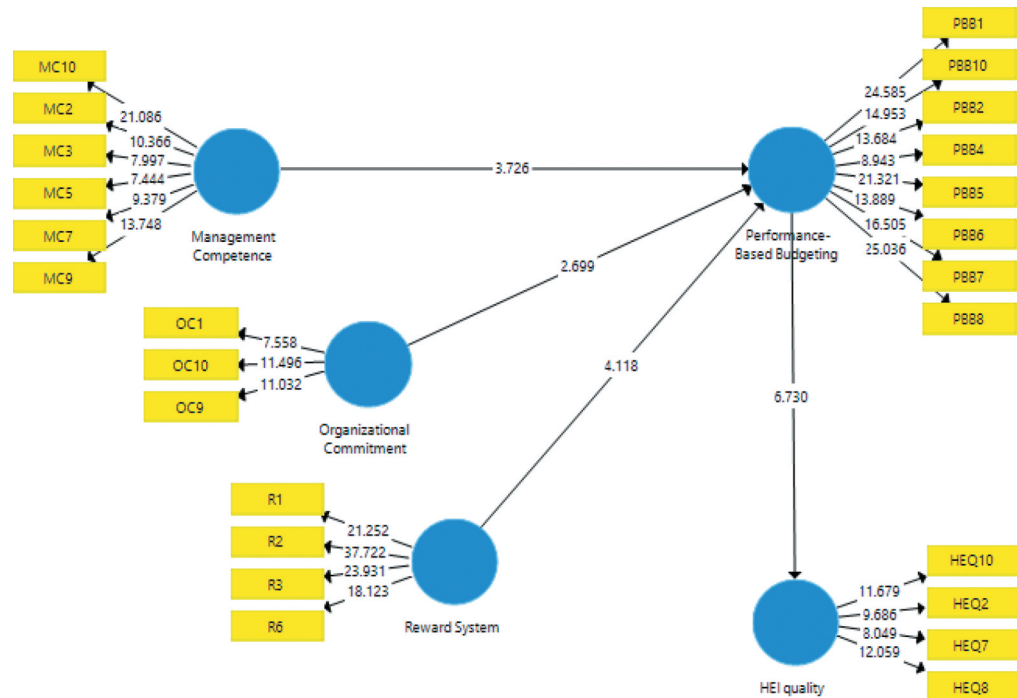 MC10
MC2
MC3
MC5
MC7
MC9
21.086
10.366
7.997
7.444
9.379
13.748
Management
Competence
3.726
PBB1
PBB10
PBB2
PBB4
PBB5
PBB6
PBB7
PBB8
24.585
14.953
13.684
8.943
21.321
13.889
16.505
25.036
Performance-
Based Budgeting
OC1
OC10
OC9
7.558
11.496
11.032
Organizational
Commitment
2.699
R1
R2
R3
R6
21.252
37.722
23.931
18.123
Reward System
4.118
6.730
HEQ10
HEQ2
HEQ7
HEQ8
11.679
9.686
8.049
12.059
HEI quality